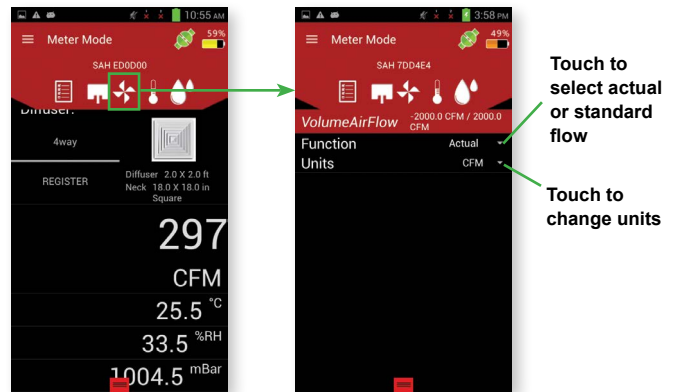 10:55 AM
Meter Mode
59%
SAH ED0D00
Diffuser:
4way
REGISTER
Diffuser 2.0 X 2.0 ft
Neck 18.0 X 18.0 in
Square
297
CFM
25.5 °C
33.5 %RH
1004.5 mBar
3:58 PM
Meter Mode
49%
SAH 7DD4E4
VolumeAirFlow -2000.0 CFM / 2000.0
CFM
Function Actual
Units CFM
Touch to
select actual
or standard
flow
Touch to
change units